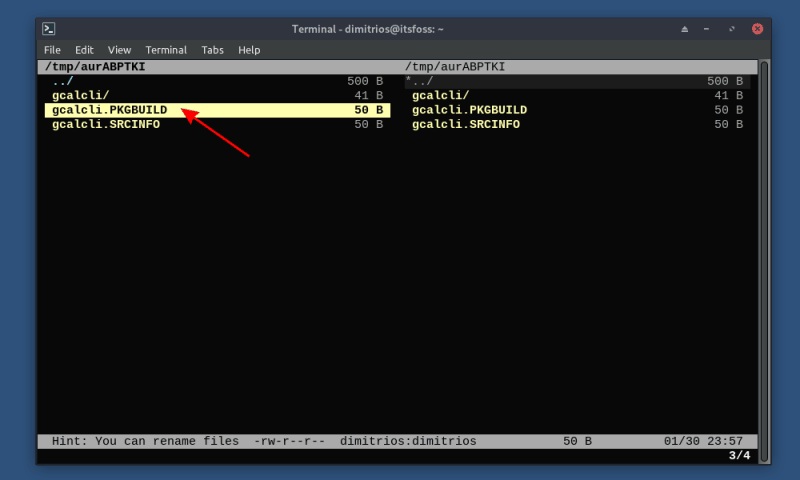 Terminal - dimitrios@itsfoss: ~
File Edit View Terminal Tabs Help
/tmp/aurABPTKI /tmp/aurABPTKI
../ 500 B *../ 500 B
gcalcli/ 41 B gcalcli/ 41 B
gcalcli.PKGBUILD 50 B gcalcli.PKGBUILD 50 B
gcalcli.SRCINFO 50 B gcalcli.SRCINFO 50 B
Hint: You can rename files -rw-r--r-- dimitrios:dimitrios 50 B 01/30 23:57
3/4